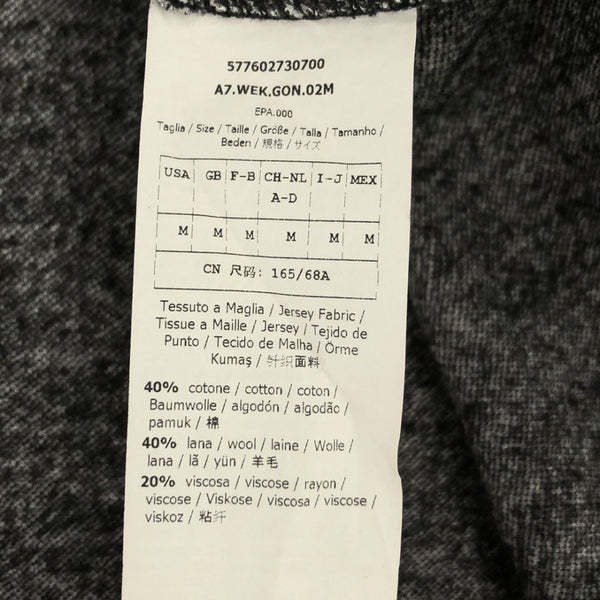 577602730700
A7.WEK.GON.02M
EPA.000
Taglia / Size / Taille / Größe / Talla / Tamanho /
Beden / 規格 / サイズ
USA GB F-B CH-NL I-J MEX
A-D
M M M M M M
CN 尺码: 165/68A
Tessuto a Maglia / Jersey Fabric /
Tissue a Maille / Jersey / Tejido de
Punto / Tecido de Malha / Örme
Kumaş / 针织面料
40% cotone / cotton / coton /
Baumwolle / algodón / algodão /
pamuk / 棉
40% lana / wool / laine / Wolle /
lana / lã / yün / 羊毛
20% viscosa / viscose / rayon /
viscose / Viskose / viscosa / viscose /
viskoz / 粘纤